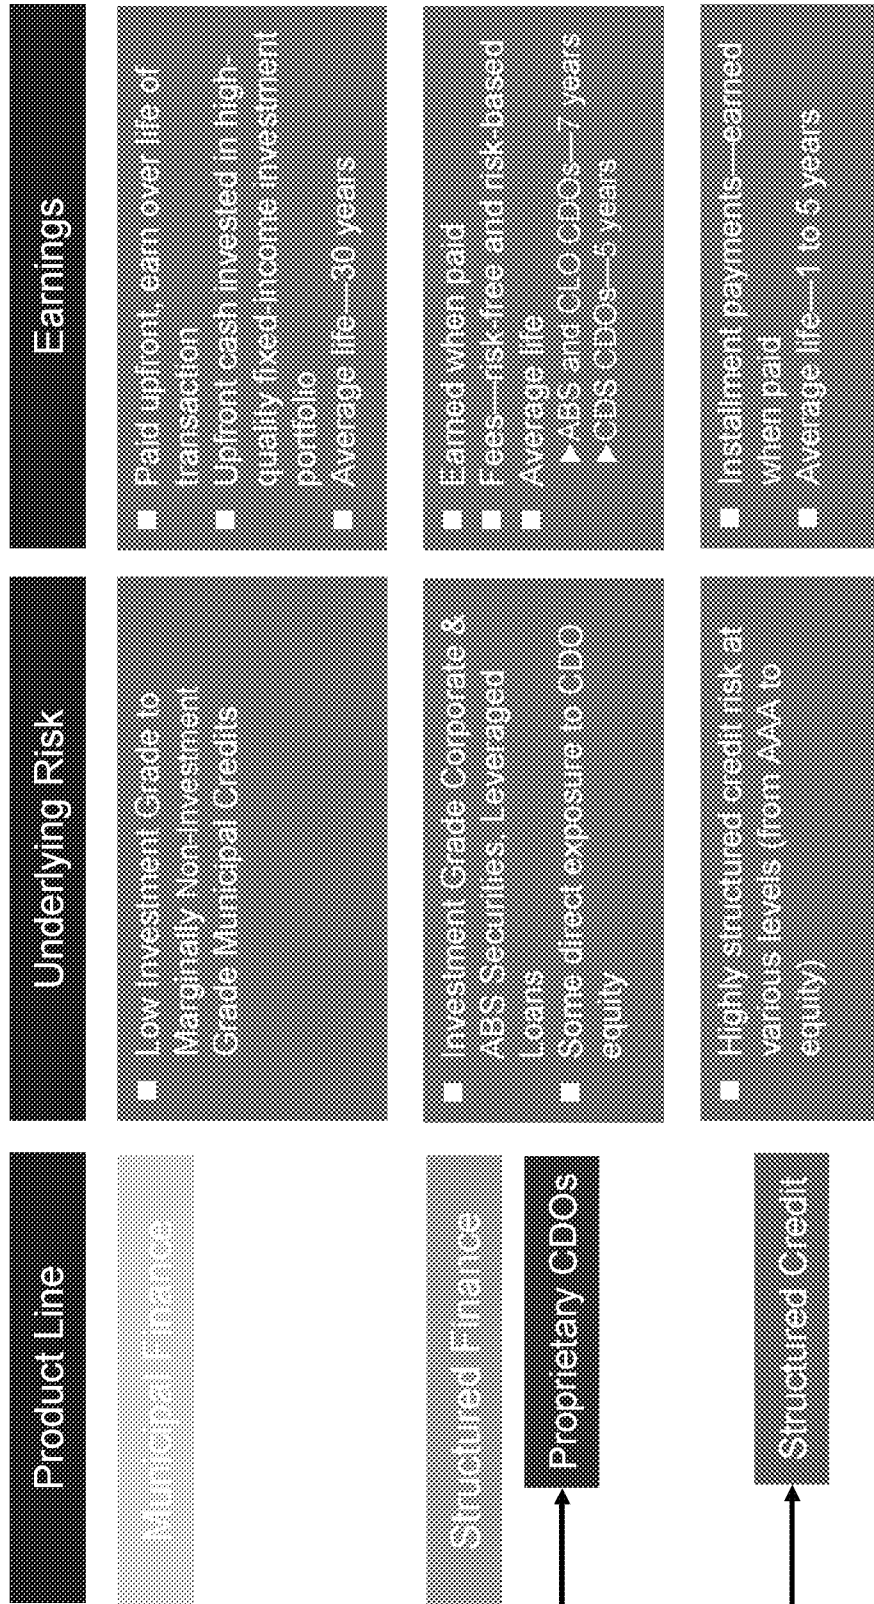 Product Line
Underlying Risk
Earnings
Municipal Finance
■ Low Investment Grade to
Marginally Non-Investment
Grade Municipal Credits
■ Paid upfront, earn over life of
transaction
■ Upfront cash invested in high-
quality fixed-income investment
portfolio
■ Average life—30 years
Structured Finance
Proprietary CDOs
■ Investment Grade Corporate &
ABS Securities, Leveraged
Loans
■ Some direct exposure to CDO
equity
■ Earned when paid
■ Fees—risk-free and risk-based
■ Average life
➤ABS and CLO CDOs—7 years
➤CDS CDOs—5 years
Structured Credit
■ Highly structured credit risk at
various levels (from AAA to
equity)
■ Installment payments—earned
when paid
■ Average life—1 to 5 years